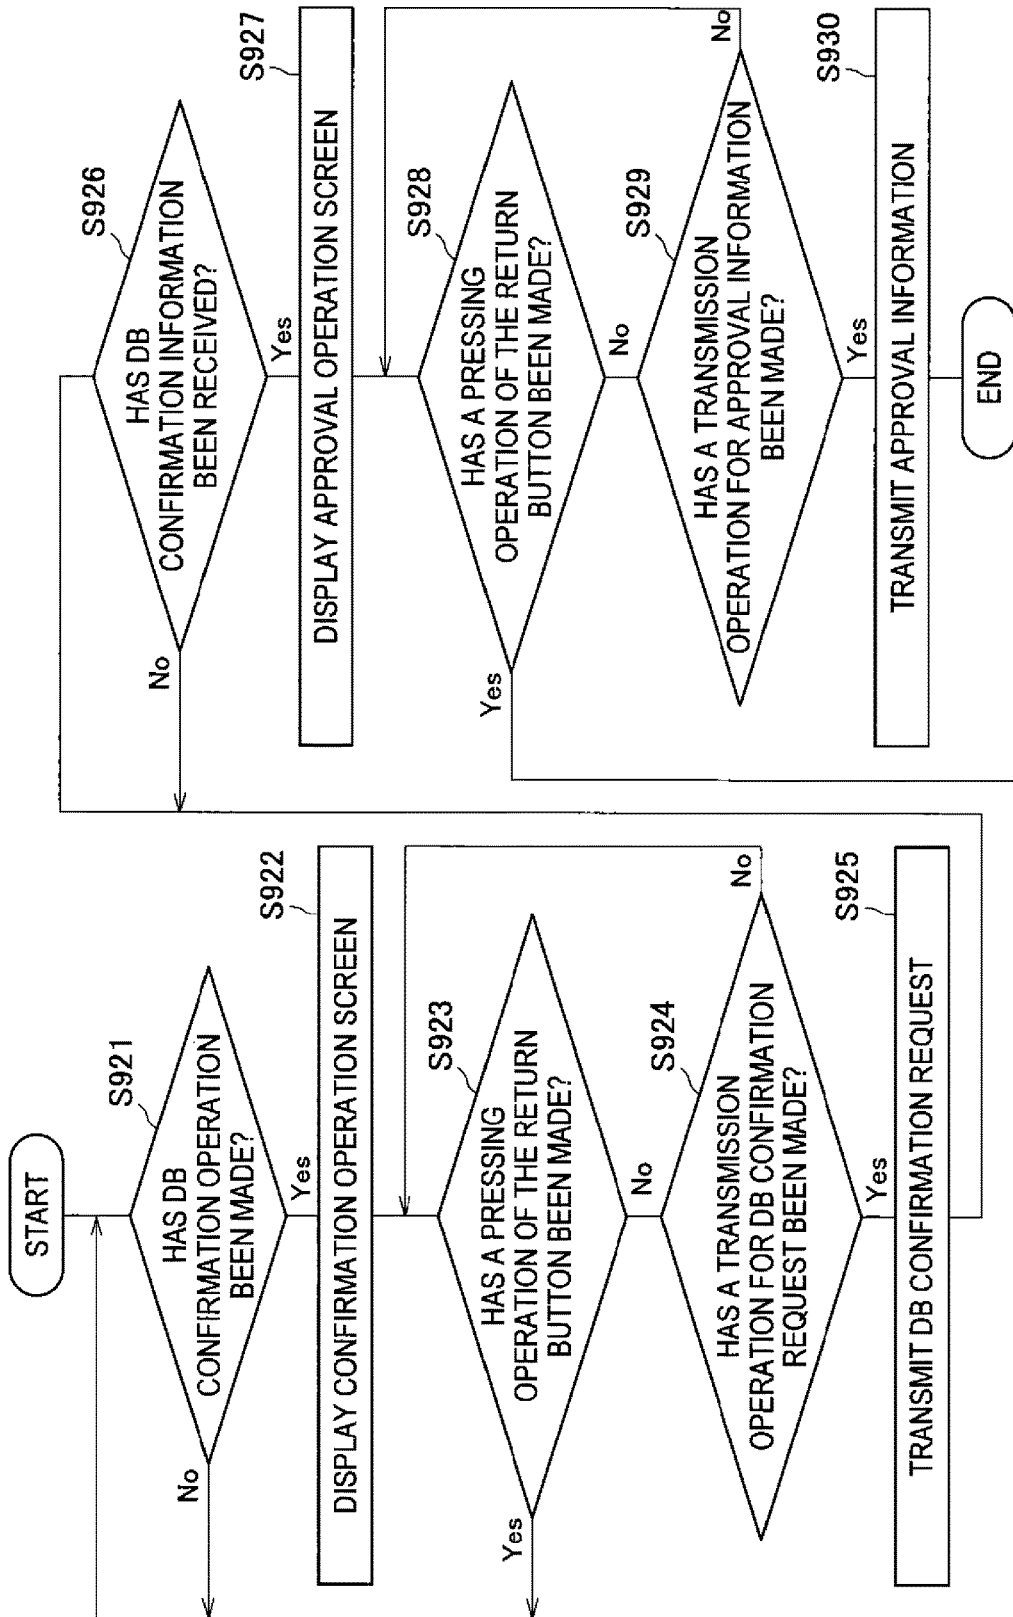 START
S921
HAS DB
CONFIRMATION OPERATION
BEEN MADE?
No
Yes
S922
DISPLAY CONFIRMATION OPERATION SCREEN
S923
HAS A PRESSING
OPERATION OF THE RETURN
BUTTON BEEN MADE?
Yes
No
S924
HAS A TRANSMISSION
OPERATION FOR DB CONFIRMATION
REQUEST BEEN MADE?
No
Yes
S925
TRANSMIT DB CONFIRMATION REQUEST
S926
HAS DB
CONFIRMATION INFORMATION
BEEN RECEIVED?
No
Yes
S927
DISPLAY APPROVAL OPERATION SCREEN
S928
HAS A PRESSING
OPERATION OF THE RETURN
BUTTON BEEN MADE?
Yes
No
S929
HAS A TRANSMISSION
OPERATION FOR APPROVAL INFORMATION
BEEN MADE?
No
Yes
S930
TRANSMIT APPROVAL INFORMATION
END